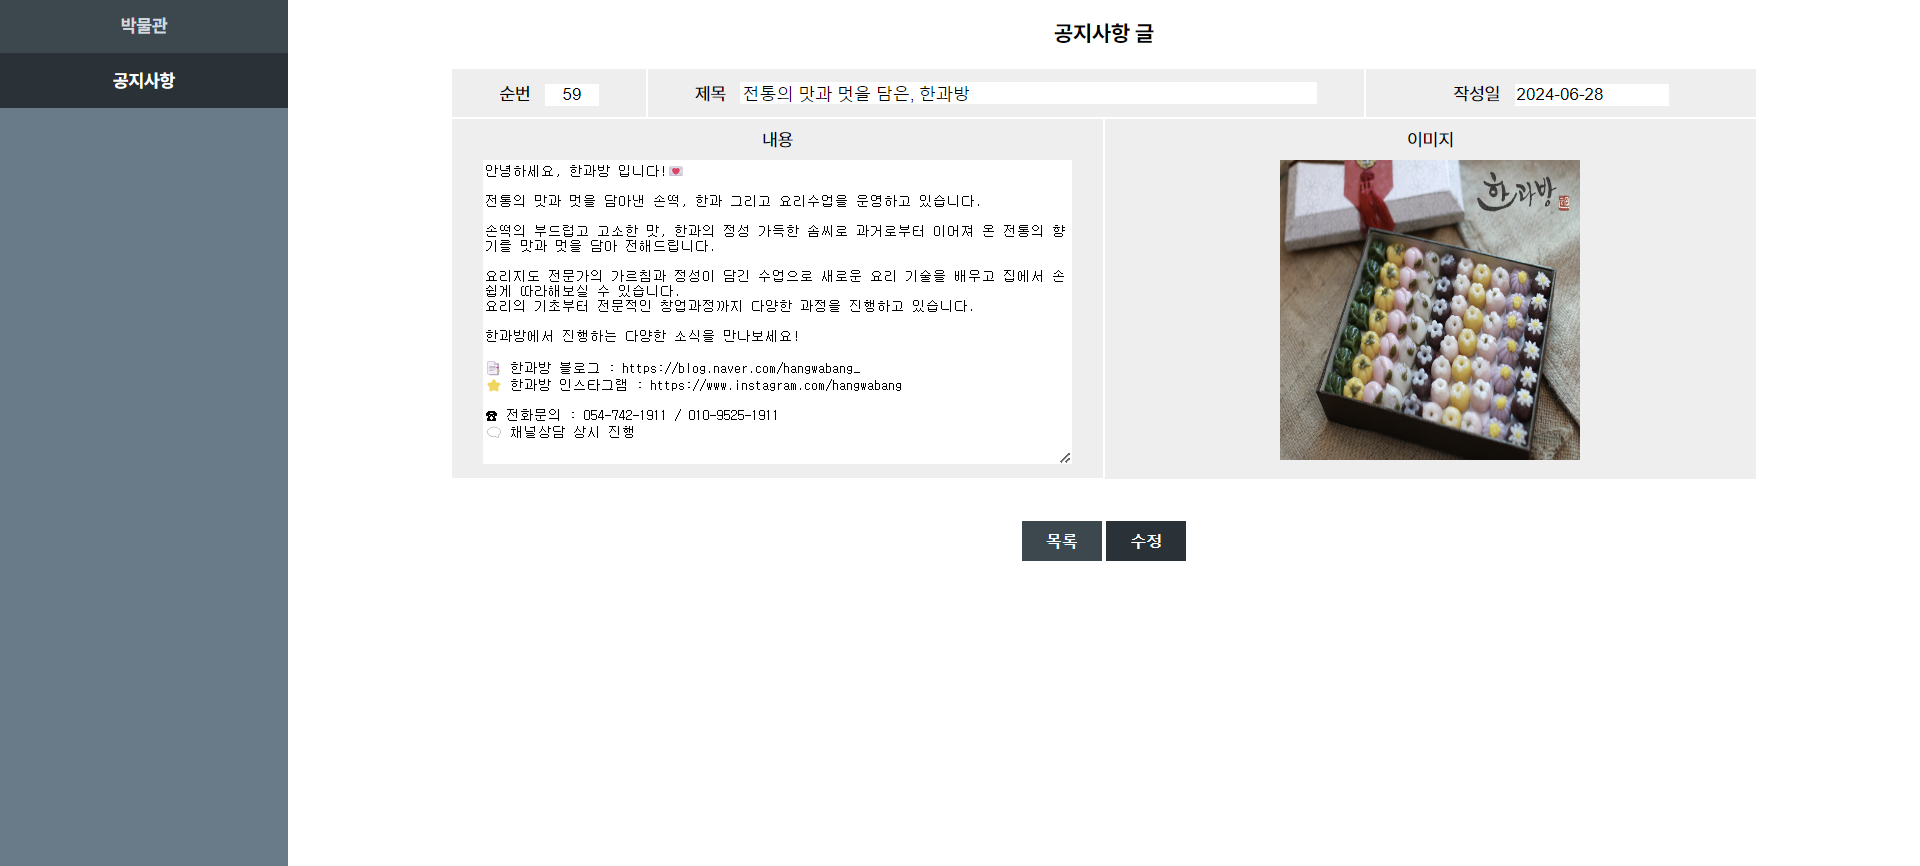 박물관
공지사항
공지사항 글
순번 59 제목 전통의 맛과 멋을 담은, 한과방 작성일 2024-06-28
내용
안녕하세요, 한과방 입니다!💌
전통의 맛과 멋을 담아낸 손떡, 한과 그리고 요리수업을 운영하고 있습니다.
손떡의 부드럽고 고소한 맛, 한과의 정성 가득한 솜씨로 과거로부터 이어져 온 전통의 향
기를 맛과 멋을 담아 전해드립니다.
요리지도 전문가의 가르침과 정성이 담긴 수업으로 새로운 요리 기술을 배우고 집에서 손
쉽게 따라해보실 수 있습니다.
요리의 기초부터 전문적인 창업과정까지 다양한 과정을 진행하고 있습니다.
한과방에서 진행하는 다양한 소식을 만나보세요!
📑 한과방 블로그 : https://blog.naver.com/hangwabang_
⭐ 한과방 인스타그램 : https://www.instagram.com/hangwabang
☎ 전화문의 : 054-742-1911 / 010-9525-1911
🗨 채널상담 상시 진행
이미지
한과방
목록 수정